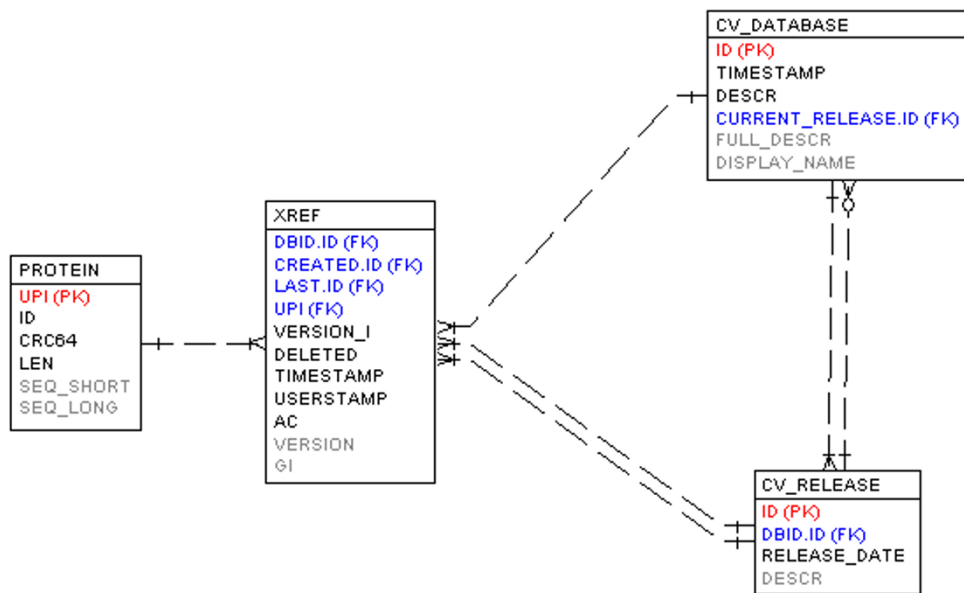 PROTEIN
UPI (PK)
ID
CRC64
LEN
SEQ_SHORT
SEQ_LONG
XREF
DBID.ID (FK)
CREATED.ID (FK)
LAST.ID (FK)
UPI (FK)
VERSION_I
DELETED
TIMESTAMP
USERSTAMP
AC
VERSION
GI
CV_DATABASE
ID (PK)
TIMESTAMP
DESCR
CURRENT_RELEASE.ID (FK)
FULL_DESCR
DISPLAY_NAME
CV_RELEASE
ID (PK)
DBID.ID (FK)
RELEASE_DATE
DESCR